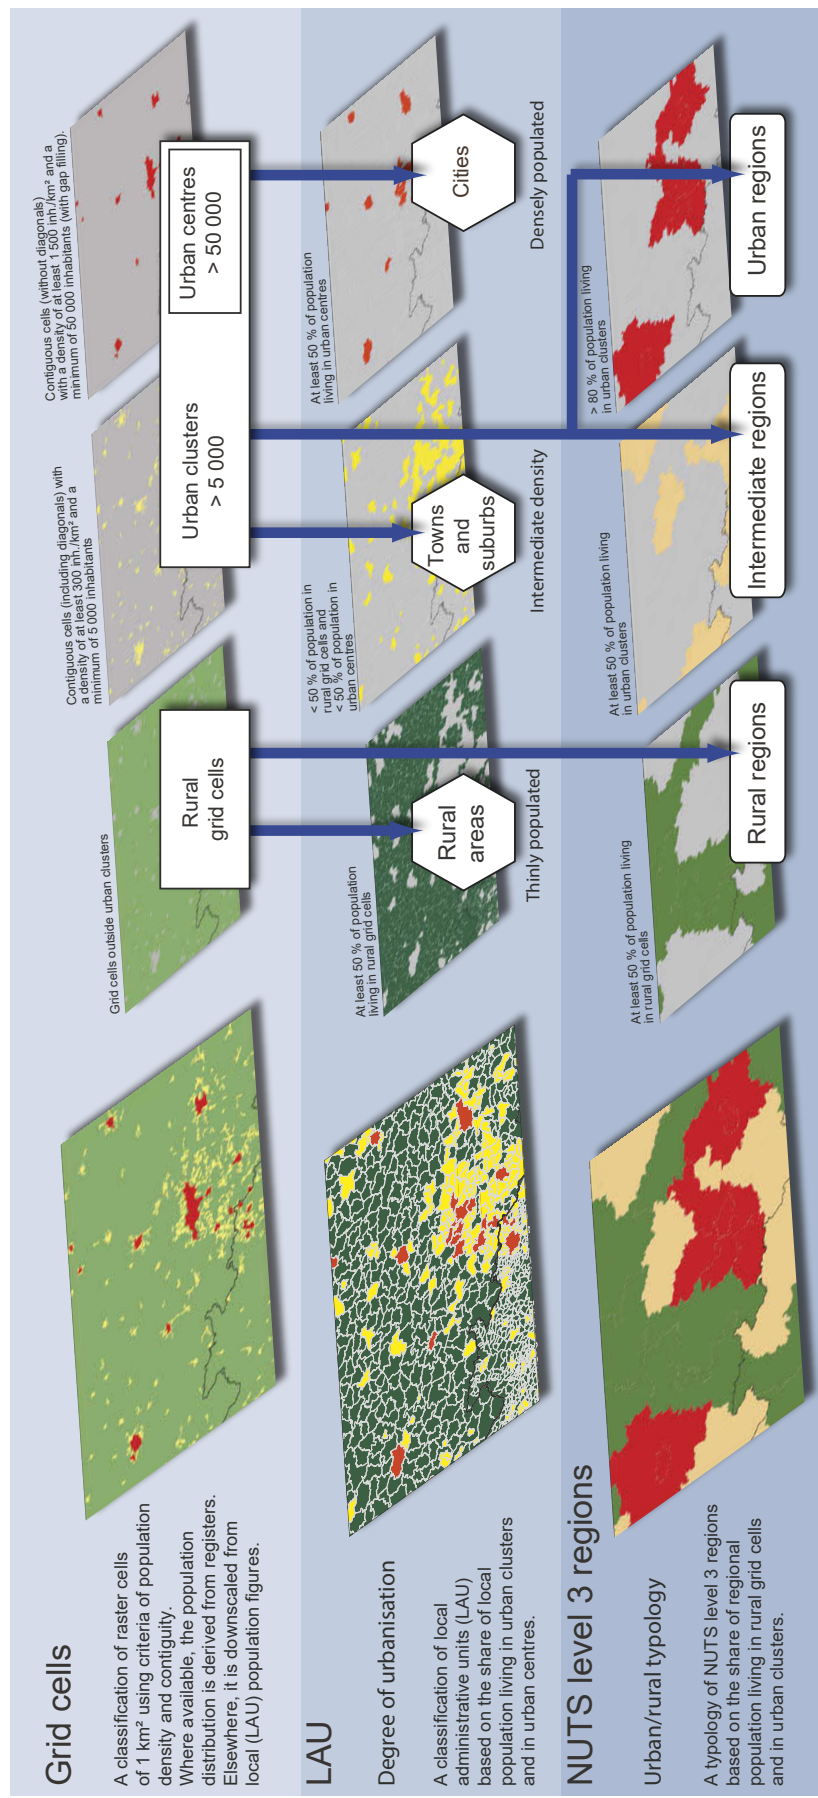 Grid cells
A classification of raster cells
of 1 km² using criteria of population
density and contiguity.
Where available, the population
distribution is derived from registers.
Elsewhere, it is downscaled from
local (LAU) population figures.
Grid cells outside urban clusters
Rural
grid cells
Contiguous cells (including diagonals) with
a density of at least 300 inh./km² and a
minimum of 5 000 inhabitants
Urban clusters
> 5 000
Contiguous cells (without diagonals)
with a density of at least 1 500 inh./km² and a
minimum of 50 000 inhabitants (with gap filling).
Urban centres
> 50 000
LAU
Degree of urbanisation
A classification of local
administrative units (LAU)
based on the share of local
population living in urban clusters
and in urban centres.
At least 50 % of population
living in rural grid cells
Rural
areas
Thinly populated
< 50 % of population in
rural grid cells and
< 50 % of population in
urban centres
Towns
and
suburbs
Intermediate density
At least 50 % of population
living in urban centres
Cities
Densely populated
NUTS level 3 regions
Urban/rural typology
A typology of NUTS level 3 regions
based on the share of regional
population living in rural grid cells
and in urban clusters.
At least 50 % of population living
in rural grid cells
Rural regions
At least 50 % of population living
in urban clusters
Intermediate regions
> 80 % of population living
in urban clusters
Urban regions